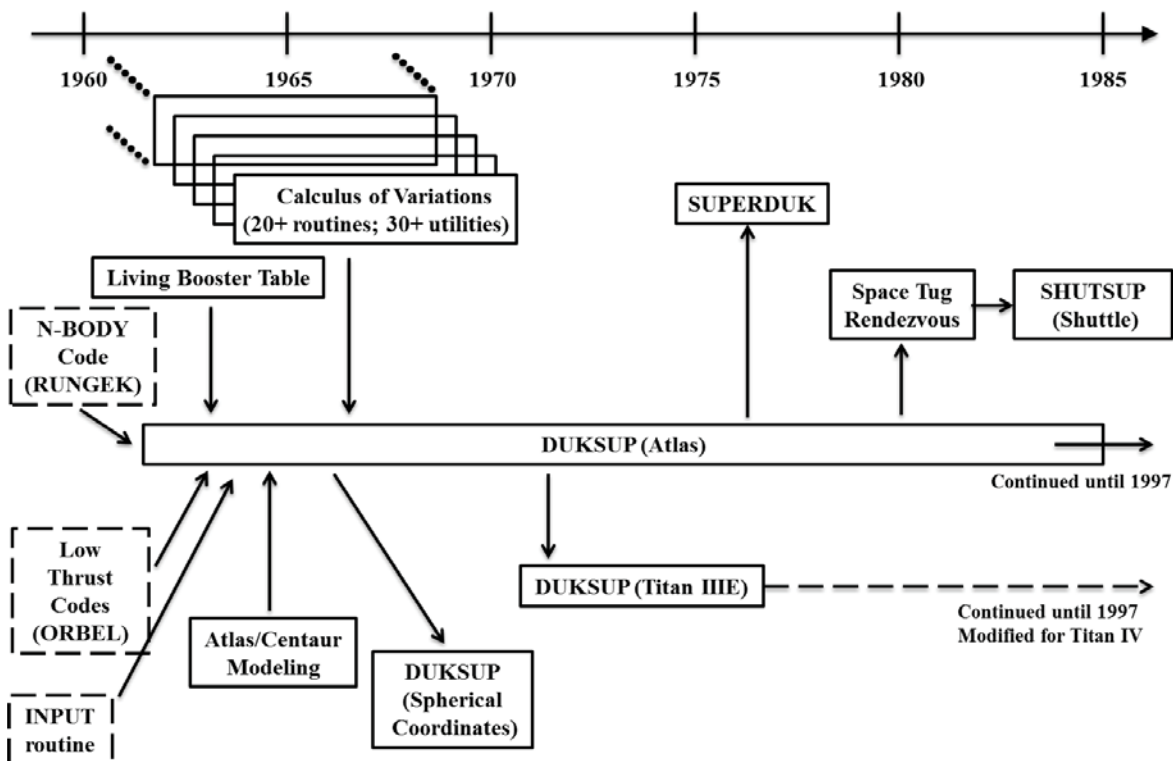 1960
1965
1970
1975
1980
1985
Calculus of Variations
(20+ routines; 30+ utilities)
SUPERDUK
Living Booster Table
Space Tug
Rendezvous
SHUTSUP
(Shuttle)
N-BODY
Code
(RUNGEK)
DUKSUP (Atlas)
Continued until 1997
Low
Thrust
Codes
(ORBEL)
DUKSUP (Titan IIIE)
Continued until 1997
Modified for Titan IV
Atlas/Centaur
Modeling
DUKSUP
(Spherical
Coordinates)
INPUT
routine